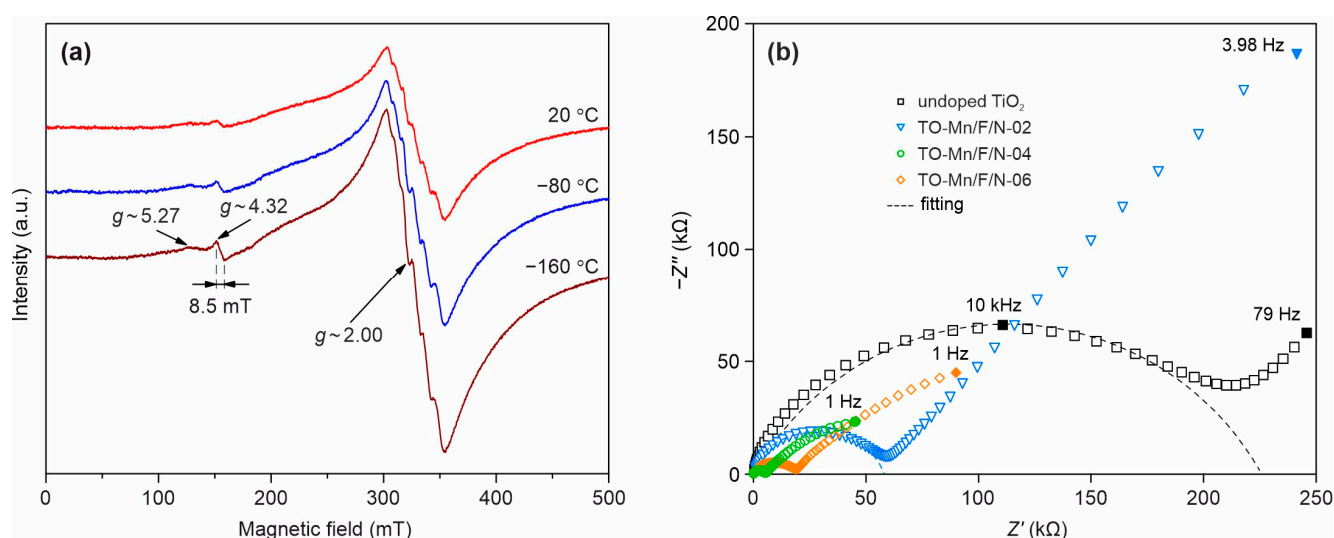 (a)
20 °C
−80 °C
−160 °C
g~5.27
g~4.32
8.5 mT
g~2.00
Intensity (a.u.)
0 100 200 300 400 500
Magnetic field (mT)
(b)
200
150
100
50
0
−Z″ (kΩ)
3.98 Hz
undoped TiO₂
TO-Mn/F/N-02
TO-Mn/F/N-04
TO-Mn/F/N-06
fitting
10 kHz
79 Hz
1 Hz
1 Hz
0 50 100 150 200 250
Z′ (kΩ)